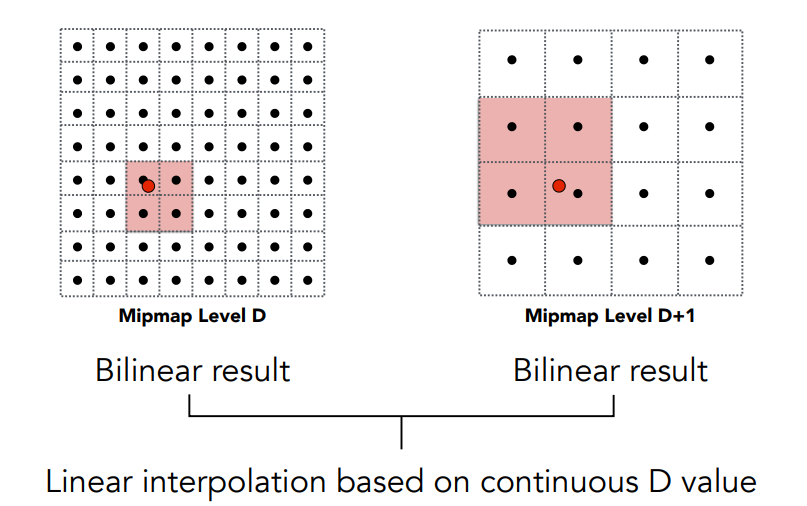 Mipmap Level D
Mipmap Level D+1
Bilinear result
Bilinear result
Linear interpolation based on continuous D value